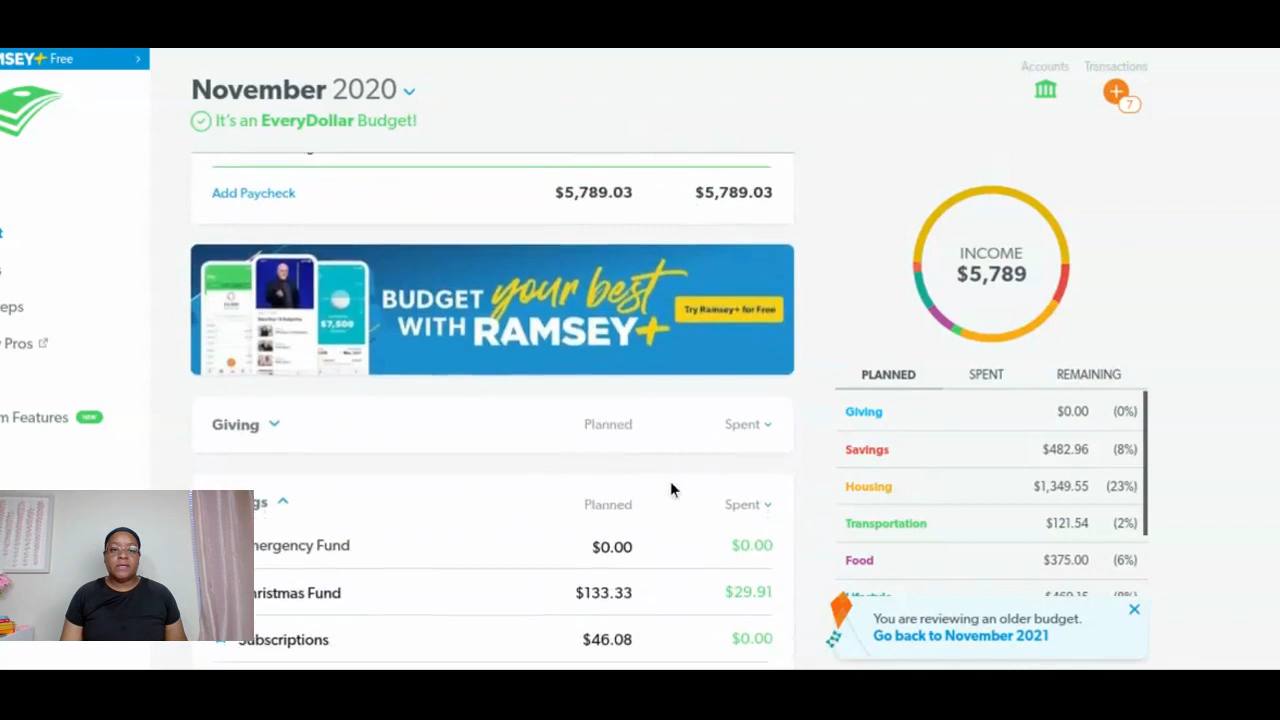 MSEY+ Free
November 2020
It's an EveryDollar Budget!
Accounts
Transactions
7
Add Paycheck $5,789.03 $5,789.03
BUDGET your best
WITH RAMSEY+
Try Ramsey+ for Free
$7,500
INCOME
$5,789
PLANNED SPENT REMAINING
Giving $0.00 (0%)
Savings $482.96 (8%)
Housing $1,349.55 (23%)
Transportation $121.54 (2%)
Food $375.00 (6%)
eps
Pros
m Features NEW
Giving Planned Spent
gs Planned Spent
mergency Fund $0.00 $0.00
ristmas Fund $133.33 $29.91
Subscriptions $46.08 $0.00
You are reviewing an older budget.
Go back to November 2021